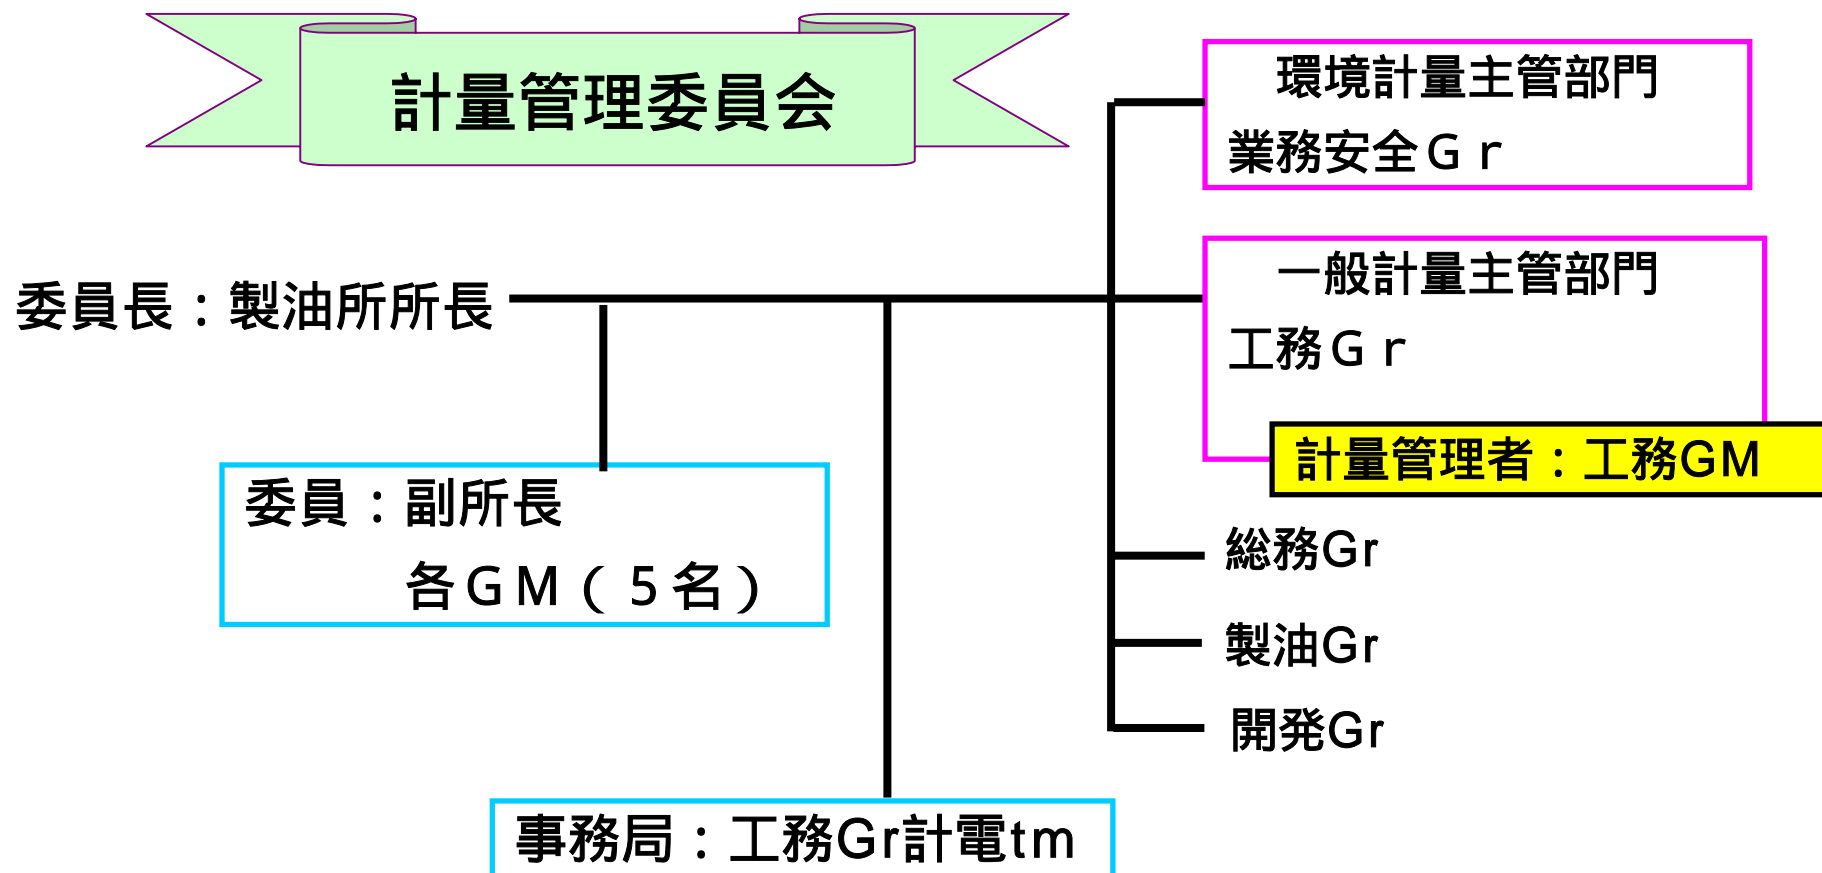 計量管理委員会
環境計量主管部門
業務安全Ｇｒ
委員長：製油所所長
一般計量主管部門
工務Ｇｒ
計量管理者：工務GM
委員：副所長
各ＧＭ（５名）
総務Gr
製油Gr
開発Gr
事務局：工務Gr計電tm